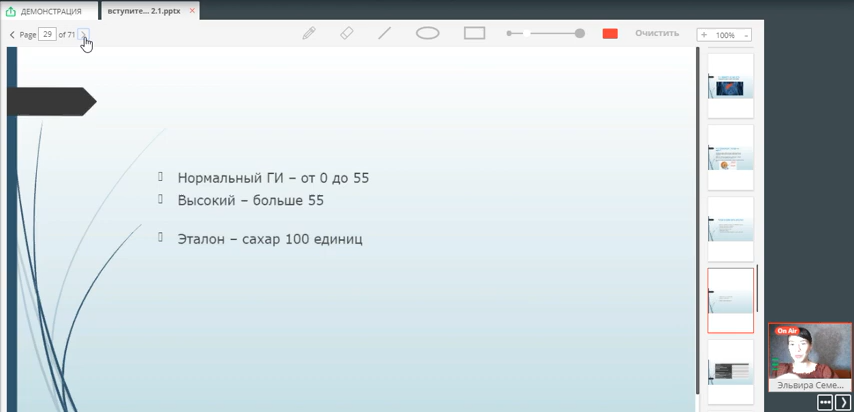 ДЕМОНСТРАЦИЯ
вступите... 2.1.pptx
Page 29 of 71
Очистить
100%
Нормальный ГИ – от 0 до 55
Высокий – больше 55
Эталон – сахар 100 единиц
On Air
Эльвира Семе...